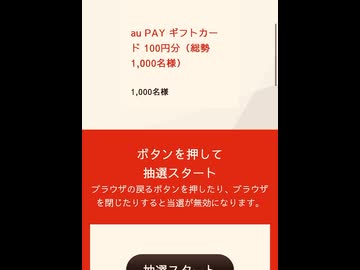 au PAY ギフトカー
ド 100円分（総勢
1,000名様）
1,000名様
ボタンを押して
抽選スタート
ブラウザの戻るボタンを押したり、ブラウザ
を閉じたりすると当選が無効になります。
抽選スタート